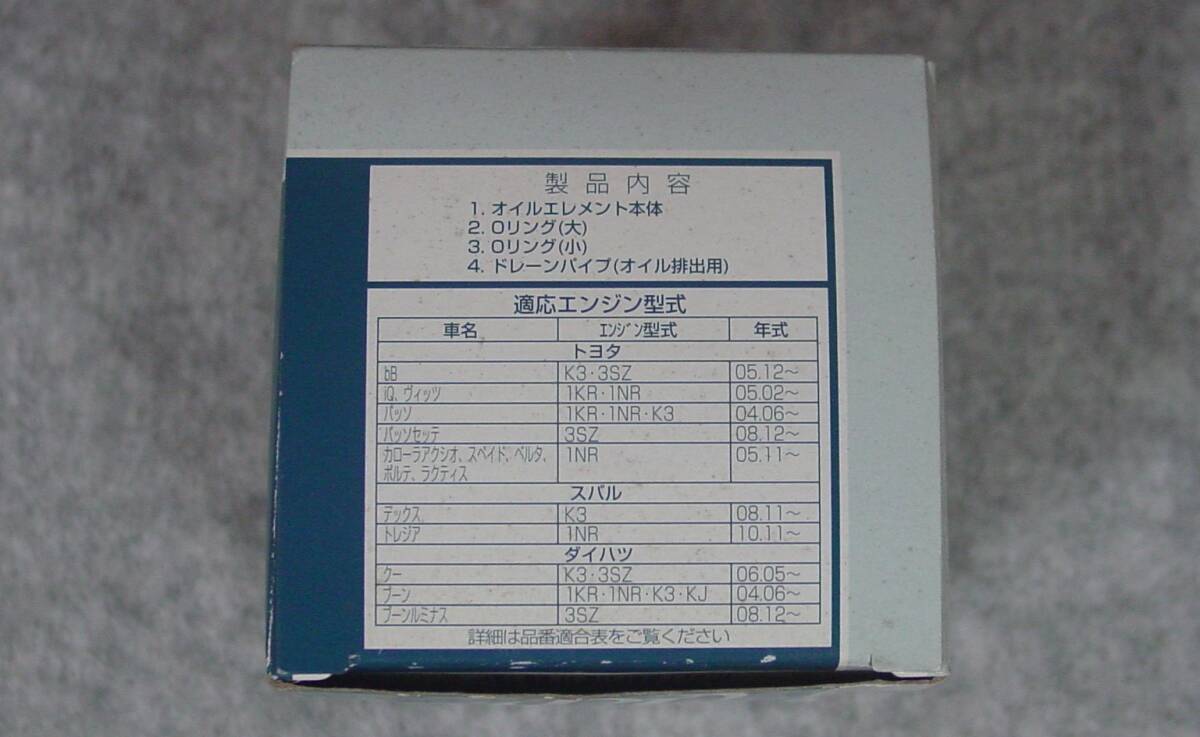 製品内容
1. オイルエレメント本体
2. Oリング(大)
3. Oリング(小)
4. ドレーンパイプ(オイル排出用)
適応エンジン型式
車名 エンジン型式 年式
トヨタ
bB K3・3SZ 05.12～
iQ、ヴィッツ 1KR・1NR 05.02～
パッソ 1KR・1NR・K3 04.06～
パッソセッテ 3SZ 08.12～
カローラアクシオ、スペイド、ベルタ、 1NR 05.11～
ポルテ、ラクティス
スバル
デックス K3 08.11～
トレジア 1NR 10.11～
ダイハツ
クー K3・3SZ 06.05～
ブーン 1KR・1NR・K3・KJ 04.06～
ブーンルミナス 3SZ 08.12～
詳細は品番適合表をご覧ください